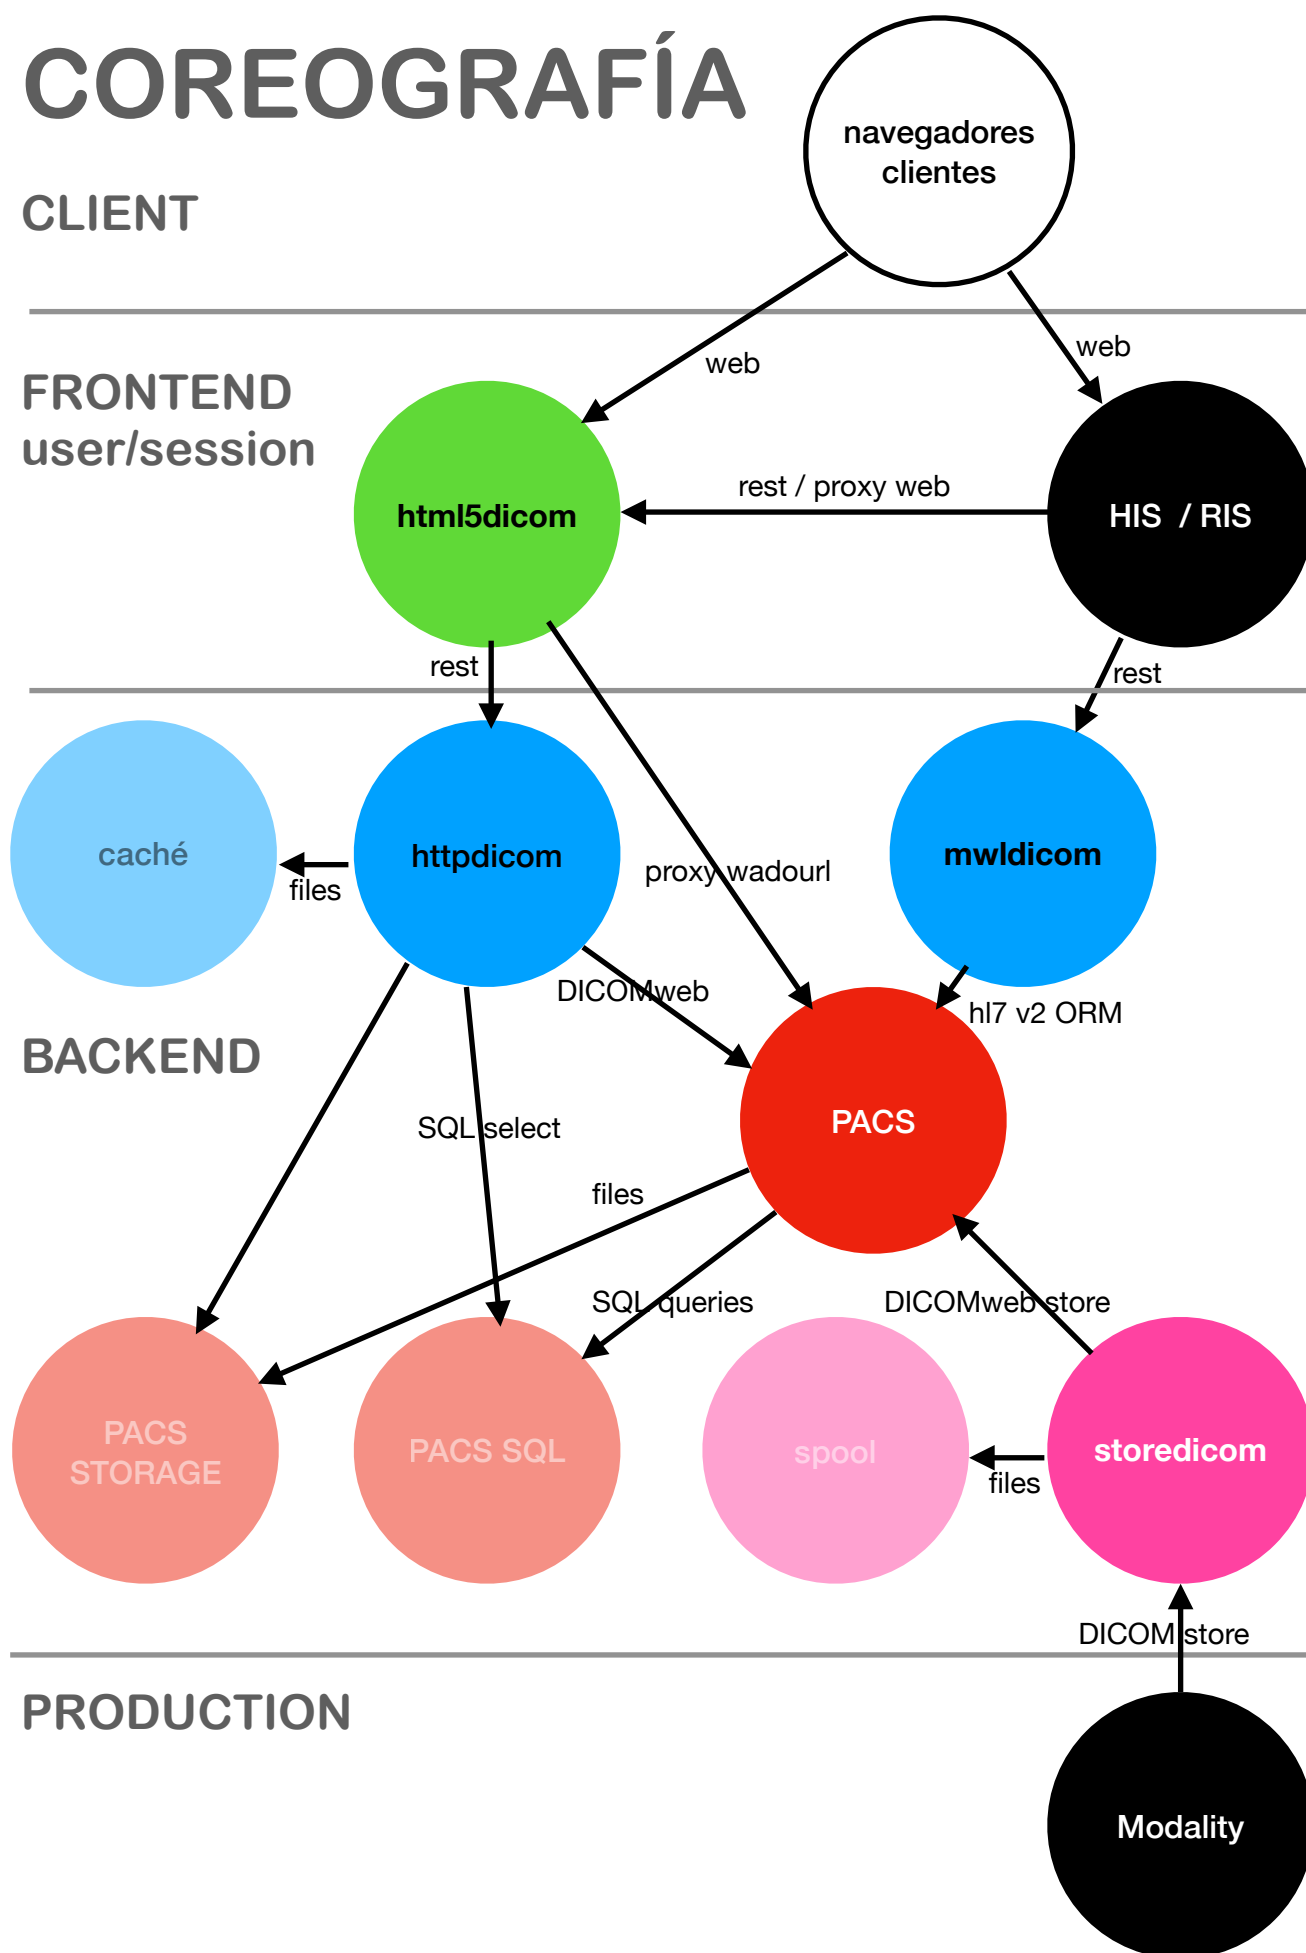 COREOGRAFÍA
navegadores
clientes
CLIENT
web
web
FRONTEND
user/session
rest / proxy web
html5dicom
HIS / RIS
rest
rest
caché
httpdicom
mwldicom
files
proxy wadourl
DICOMweb
hl7 v2 ORM
BACKEND
PACS
SQL select
files
SQL queries
DICOMweb store
PACS
STORAGE
PACS SQL
spool
storedicom
files
DICOM store
PRODUCTION
Modality